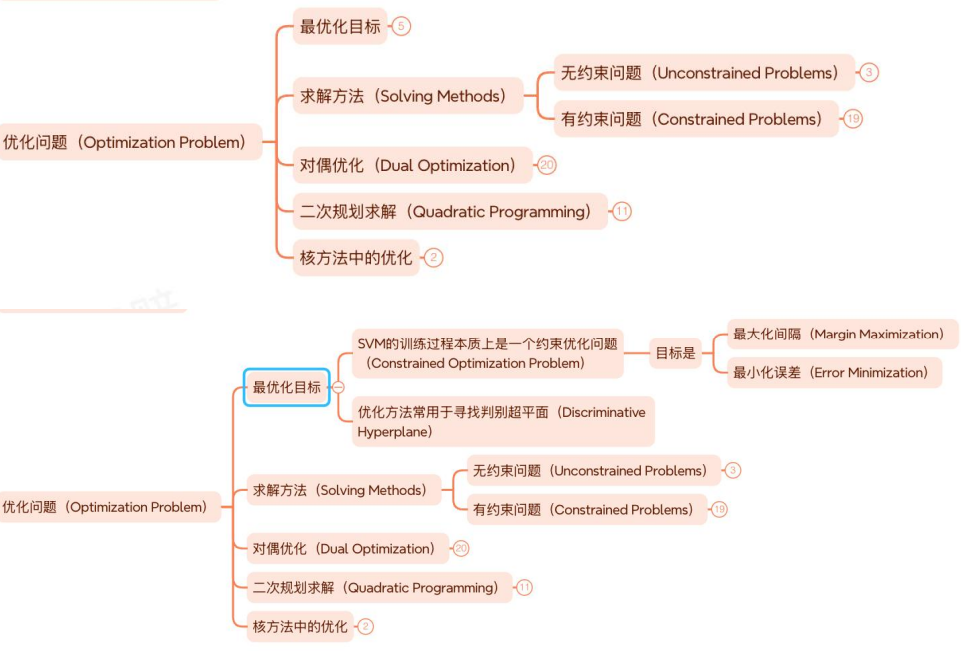 最优化目标 5
求解方法（Solving Methods）
无约束问题（Unconstrained Problems） 3
有约束问题（Constrained Problems） 19
优化问题（Optimization Problem）
对偶优化（Dual Optimization） 20
二次规划求解（Quadratic Programming） 11
核方法中的优化 2
SVM的训练过程本质上是一个约束优化问题
（Constrained Optimization Problem）
目标是
最大化间隔（Margin Maximization）
最小化误差（Error Minimization）
最优化目标
优化方法常用于寻找判别超平面（Discriminative
Hyperplane）
求解方法（Solving Methods）
无约束问题（Unconstrained Problems） 3
有约束问题（Constrained Problems） 19
优化问题（Optimization Problem）
对偶优化（Dual Optimization） 20
二次规划求解（Quadratic Programming） 11
核方法中的优化 2